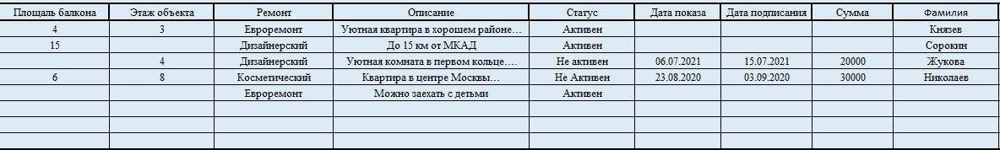 Площаль балкона Этаж объекта Ремонт Описание Статус Дата показа Дата подписания Сумма Фамилия
4 3 Евроремонт Уютная квартира в хорошем районе… Активен Князев
15 Дизайнерский До 15 км от МКАД Активен Сорокин
4 Дизайнерский Уютная комната в первом кольце…. Не активен 06.07.2021 15.07.2021 20000 Жукова
6 8 Косметический Квартира в центре Москвы… Не Активен 23.08.2020 03.09.2020 30000 Николаев
Евроремонт Можно заехать с детьми Активен